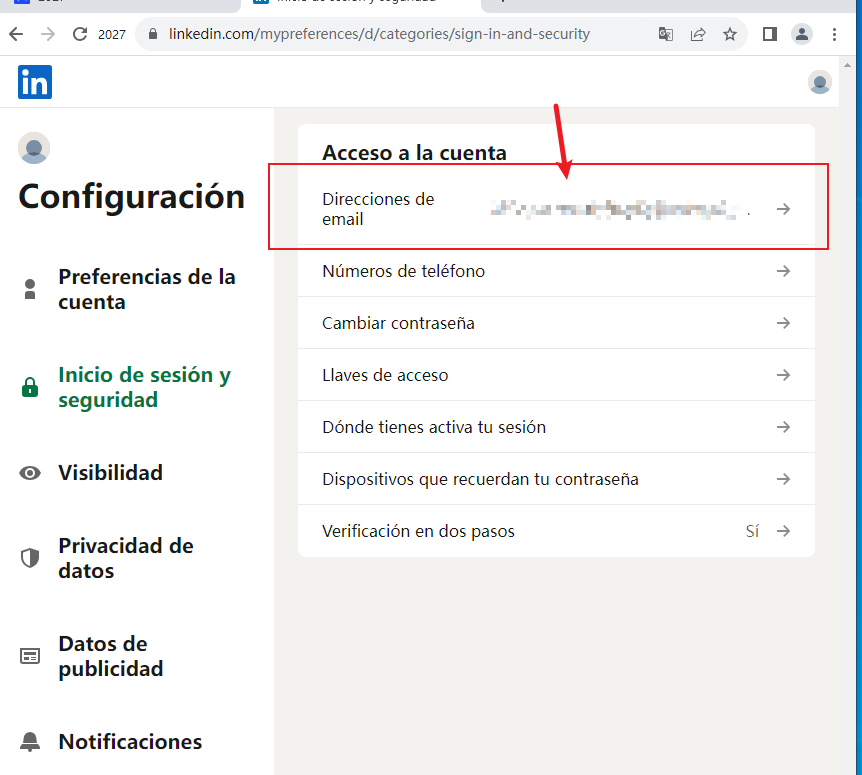 2027
linkedin.com/mypreferences/d/categories/sign-in-and-security
in
Configuración
Preferencias de la
cuenta
Inicio de sesión y
seguridad
Visibilidad
Privacidad de
datos
Datos de
publicidad
Notificaciones
Acceso a la cuenta
Direcciones de
email
Números de teléfono
Cambiar contraseña
Llaves de acceso
Dónde tienes activa tu sesión
Dispositivos que recuerdan tu contraseña
Verificación en dos pasos
Sí